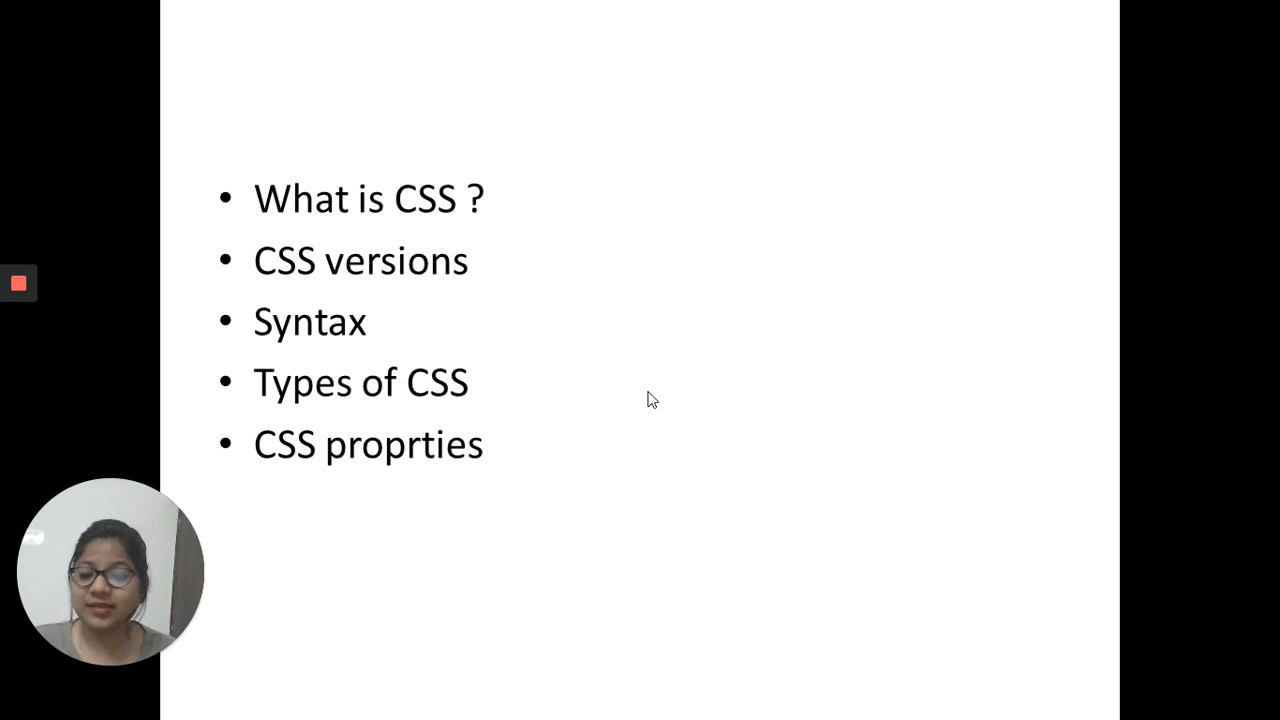 • What is CSS ?
• CSS versions
• Syntax
• Types of CSS
• CSS proprties